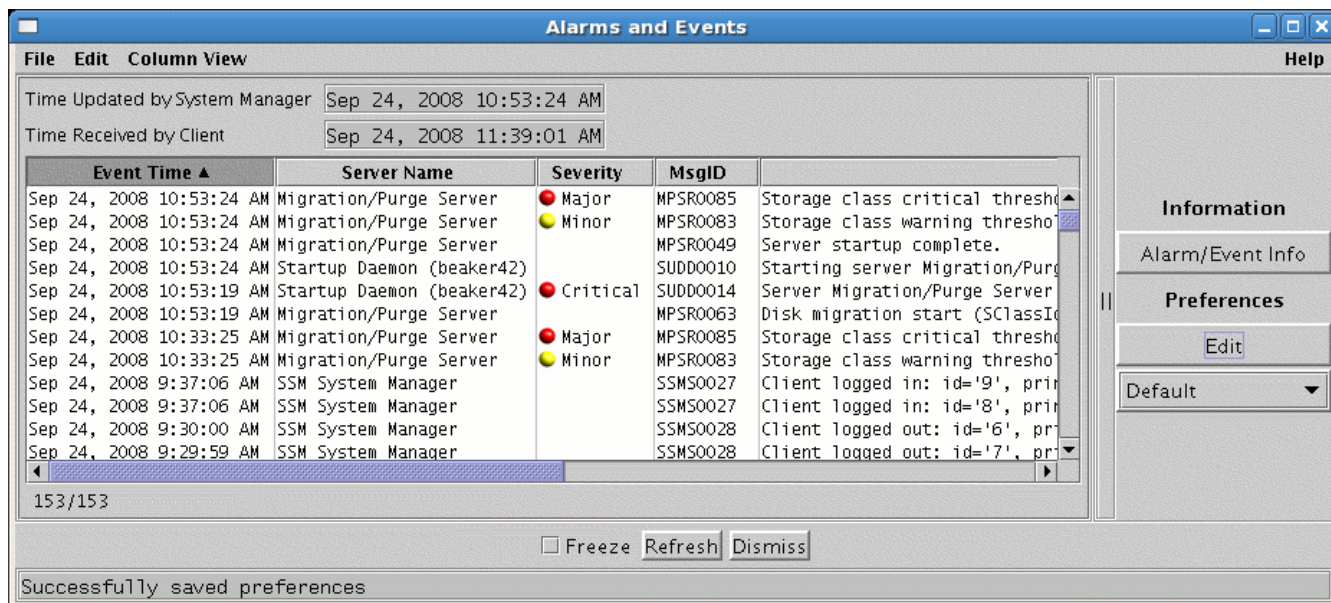 Alarms and Events
File Edit Column View Help
Time Updated by System Manager Sep 24, 2008 10:53:24 AM
Time Received by Client Sep 24, 2008 11:39:01 AM
Event Time ▲ Server Name Severity MsgID
Sep 24, 2008 10:53:24 AM Migration/Purge Server Major MPSR0085 Storage class critical thresho
Sep 24, 2008 10:53:24 AM Migration/Purge Server Minor MPSR0083 Storage class warning threshol
Sep 24, 2008 10:53:24 AM Migration/Purge Server MPSR0049 Server startup complete.
Sep 24, 2008 10:53:24 AM Startup Daemon (beaker42) SUDD0010 Starting server Migration/Purg
Sep 24, 2008 10:53:19 AM Startup Daemon (beaker42) Critical SUDD0014 Server Migration/Purge Server
Sep 24, 2008 10:53:19 AM Migration/Purge Server MPSR0063 Disk migration start (SClassId
Sep 24, 2008 10:33:25 AM Migration/Purge Server Major MPSR0085 Storage class critical thresho
Sep 24, 2008 10:33:25 AM Migration/Purge Server Minor MPSR0083 Storage class warning threshol
Sep 24, 2008 9:37:06 AM SSM System Manager SSMS0027 Client logged in: id='9', prin
Sep 24, 2008 9:37:06 AM SSM System Manager SSMS0027 Client logged in: id='8', prin
Sep 24, 2008 9:30:00 AM SSM System Manager SSMS0028 Client logged out: id='6', pri
Sep 24, 2008 9:29:59 AM SSM System Manager SSMS0028 Client logged out: id='7', pri
153/153
Information
Alarm/Event Info
Preferences
Edit
Default
Freeze Refresh Dismiss
Successfully saved preferences